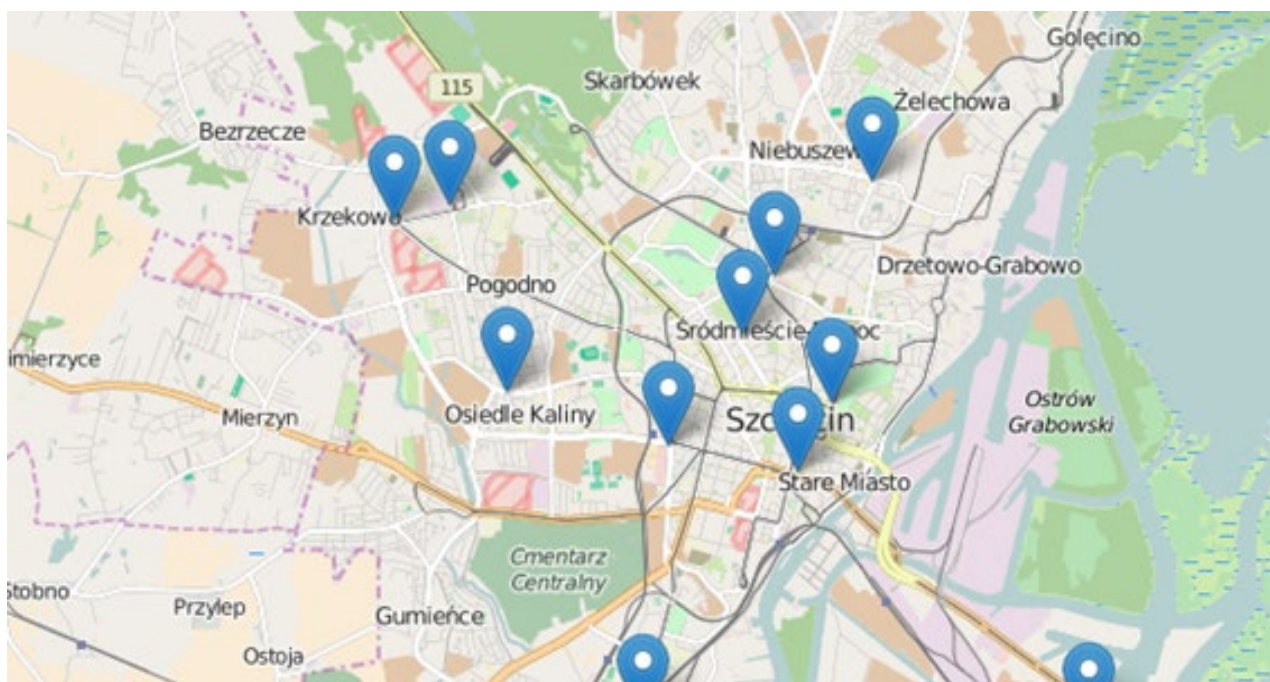 Golęcino
Skarbówek
115
Żelechowa
Bezrzecze
Niebuszew
Krzekowo
Drzetowo-Grabowo
Pogodno
Śródmieście-
imierzyce
Ostrów
Grabowski
Mierzyn
Osiedle Kaliny
Stare Miasto
Cmentarz
Centralny
Stobno
Przylep
Gumieńce
Ostoja